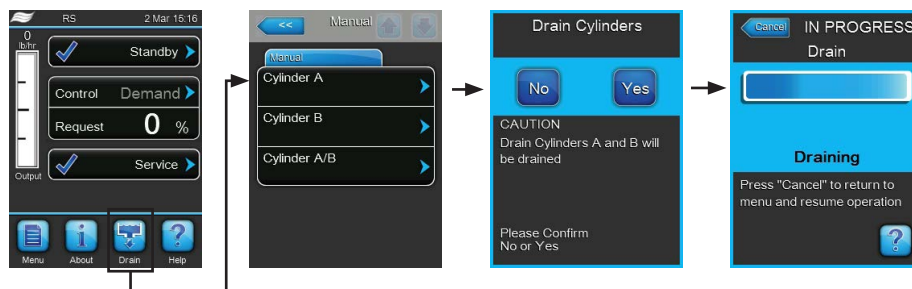 RS 2 Mar 15:16
0
lb/hr
Standby
Control Demand
Request 0 %
Service
Output
Menu About Drain Help
<< Manual
Manual
Cylinder A
Cylinder B
Cylinder A/B
Drain Cylinders
No Yes
CAUTION
Drain Cylinders A and B will
be drained
Please Confirm
No or Yes
Cancel IN PROGRESS
Drain
Draining
Press "Cancel" to return to
menu and resume operation
?